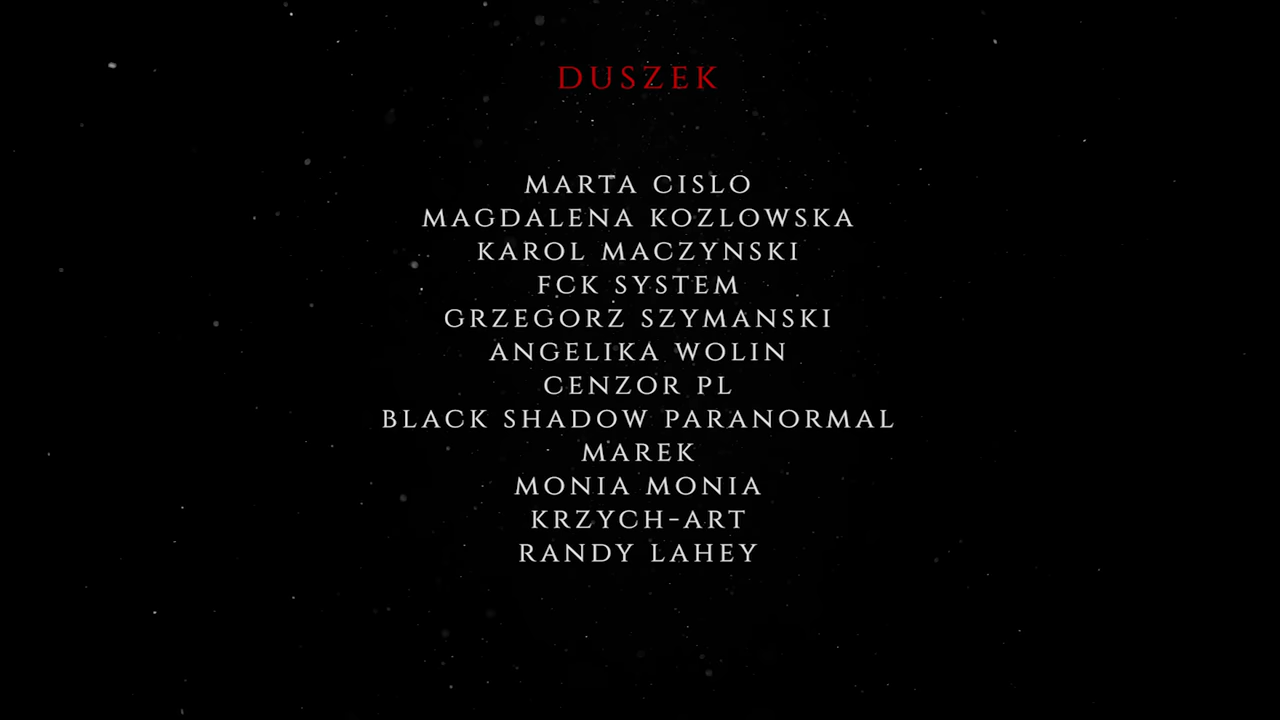 DUSZEK
MARTA CISLO
MAGDALENA KOZLOWSKA
KAROL MACZYNSKI
FCK SYSTEM
GRZEGORZ SZYMANSKI
ANGELIKA WOLIN
CENZOR PL
BLACK SHADOW PARANORMAL
MAREK
MONIA MONIA
KRZYCH-ART
RANDY LAHEY